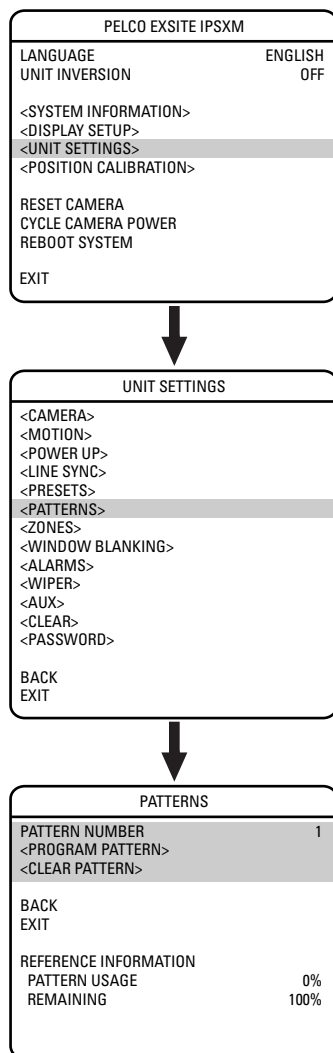 PELCO EXSITE IPSXM
LANGUAGE ENGLISH
UNIT INVERSION OFF
<SYSTEM INFORMATION>
<DISPLAY SETUP>
<UNIT SETTINGS>
<POSITION CALIBRATION>
RESET CAMERA
CYCLE CAMERA POWER
REBOOT SYSTEM
EXIT
UNIT SETTINGS
<CAMERA>
<MOTION>
<POWER UP>
<LINE SYNC>
<PRESETS>
<PATTERNS>
<ZONES>
<WINDOW BLANKING>
<ALARMS>
<WIPER>
<AUX>
<CLEAR>
<PASSWORD>
BACK
EXIT
PATTERNS
PATTERN NUMBER 1
<PROGRAM PATTERN>
<CLEAR PATTERN>
BACK
EXIT
REFERENCE INFORMATION
PATTERN USAGE 0%
REMAINING 100%